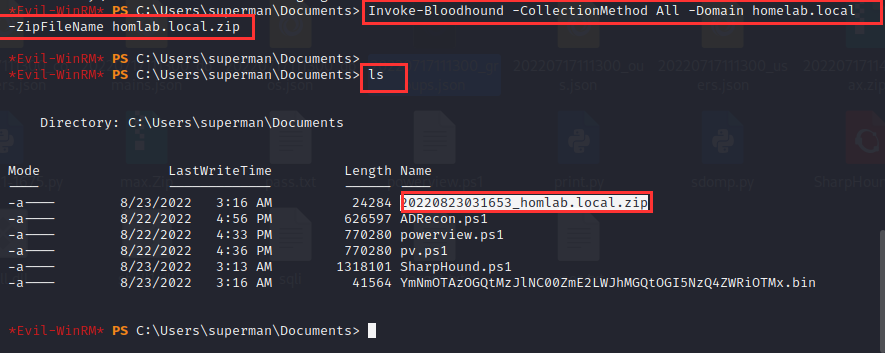 *Evil-WinRM* PS C:\Users\superman\Documents> Invoke-Bloodhound -CollectionMethod All -Domain homelab.local
-ZipFileName homlab.local.zip
*Evil-WinRM* PS C:\Users\superman\Documents>
*Evil-WinRM* PS C:\Users\superman\Documents> ls
Directory: C:\Users\superman\Documents
Mode LastWriteTime Length Name
---- ------------- ------ ----
-a---- 8/23/2022 3:16 AM 24284 20220823031653_homlab.local.zip
-a---- 8/22/2022 4:56 PM 626597 ADRecon.ps1
-a---- 8/22/2022 4:33 PM 770280 powerview.ps1
-a---- 8/22/2022 4:36 PM 770280 pv.ps1
-a---- 8/23/2022 3:13 AM 1318101 SharpHound.ps1
-a---- 8/23/2022 3:16 AM 41564 YmNmOTAzOGQtMzJlNC00ZmE2LWJhMGQtOGI5NzQ4ZWRiOTMx.bin
*Evil-WinRM* PS C:\Users\superman\Documents>